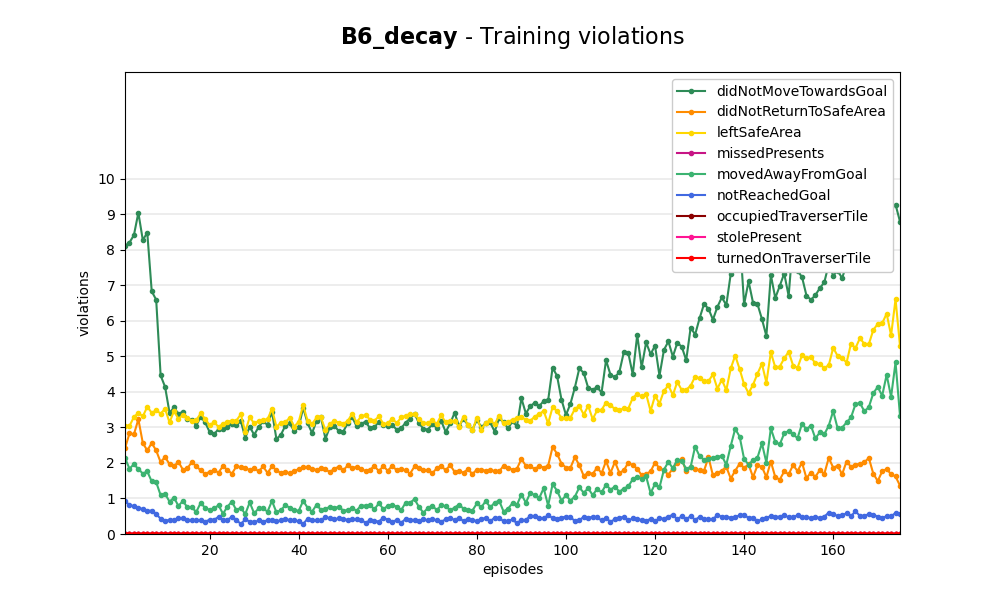 B6_decay - Training violations
didNotMoveTowardsGoal
didNotReturnToSafeArea
leftSafeArea
missedPresents
movedAwayFromGoal
notReachedGoal
occupiedTraverserTile
stolePresent
turnedOnTraverserTile
10
9
8
7
6
5
4
3
2
1
0
violations
20 40 60 80 100 120 140 160
episodes